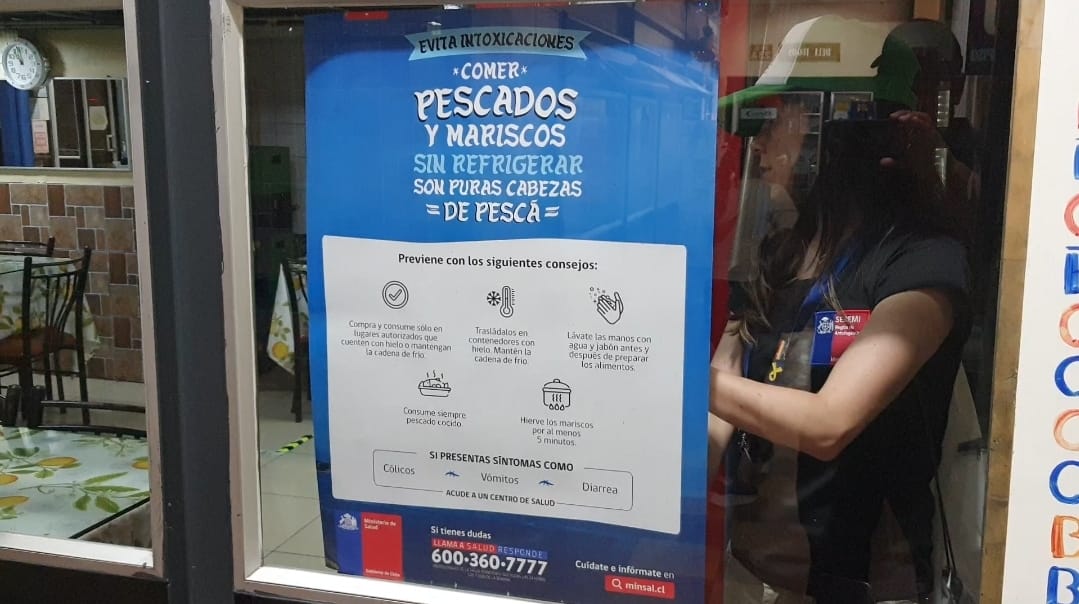 EVITA INTOXICACIONES
COMER
PESCADOS
Y MARISCOS
SIN REFRIGERAR
SON PURAS CABEZAS
=DE PESCÁ=
Previene con los siguientes consejos:
Compra y consume sólo en
lugares autorizados que
cuenten con hielo o mantengan
la cadena de frío.
Trasládalos en
contenedores con
hielo. Mantén la
cadena de frío.
Lávate las manos con
agua y jabón antes y
después de preparar
los alimentos.
Consume siempre
pescado cocido.
Hierve los mariscos
por al menos
5 minutos.
SI PRESENTAS SÍNTOMAS COMO
Cólicos
Vómitos
Diarrea
ACUDE A UN CENTRO DE SALUD
Ministerio de
Salud
Gobierno de Chile
Si tienes dudas
LLAMA A SALUD RESPONDE
600·360·7777
Cuídate e infórmate en
minsal.cl
SEREMI